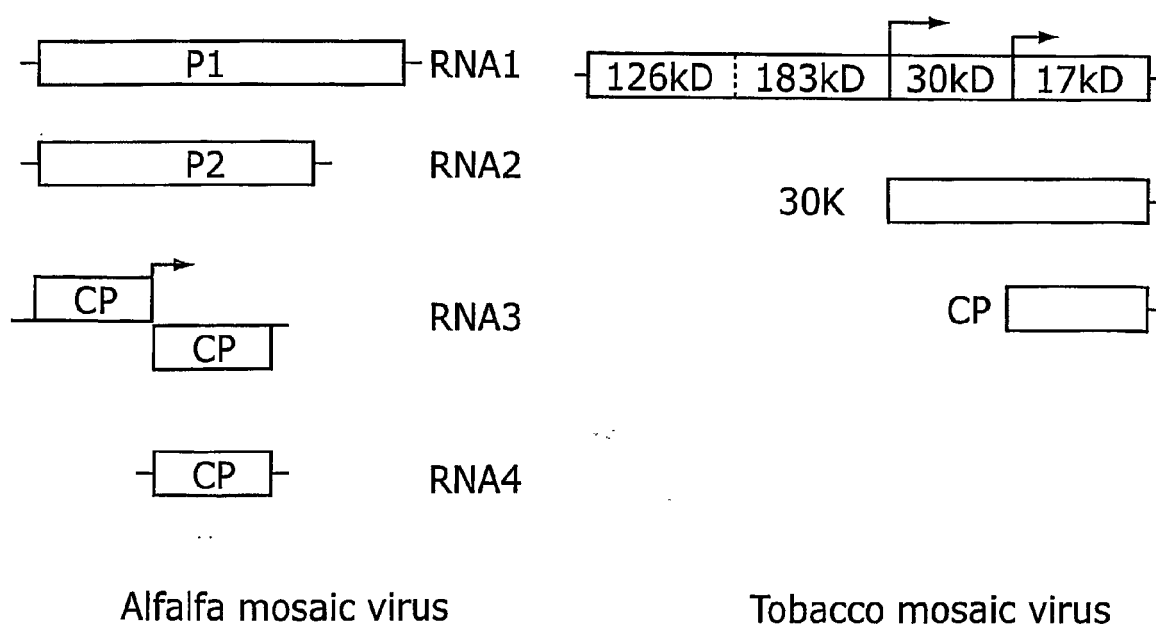 P1 RNA1
P2 RNA2
CP
CP RNA3
CP RNA4
Alfalfa mosaic virus
126kD 183kD 30kD 17kD
30K
CP
Tobacco mosaic virus